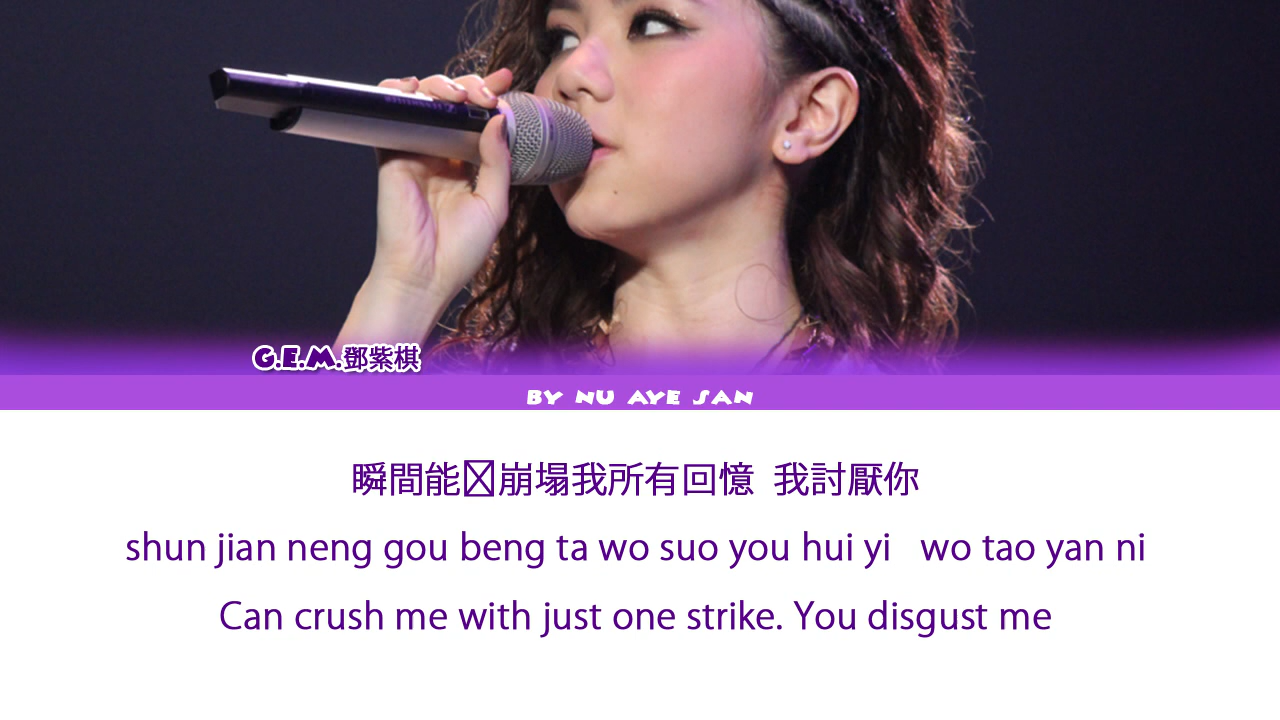 G.E.M.鄧紫棋
BY NU AYE SAN
瞬間能崩塌我所有回憶 我討厭你
shun jian neng gou beng ta wo suo you hui yi wo tao yan ni
Can crush me with just one strike. You disgust me